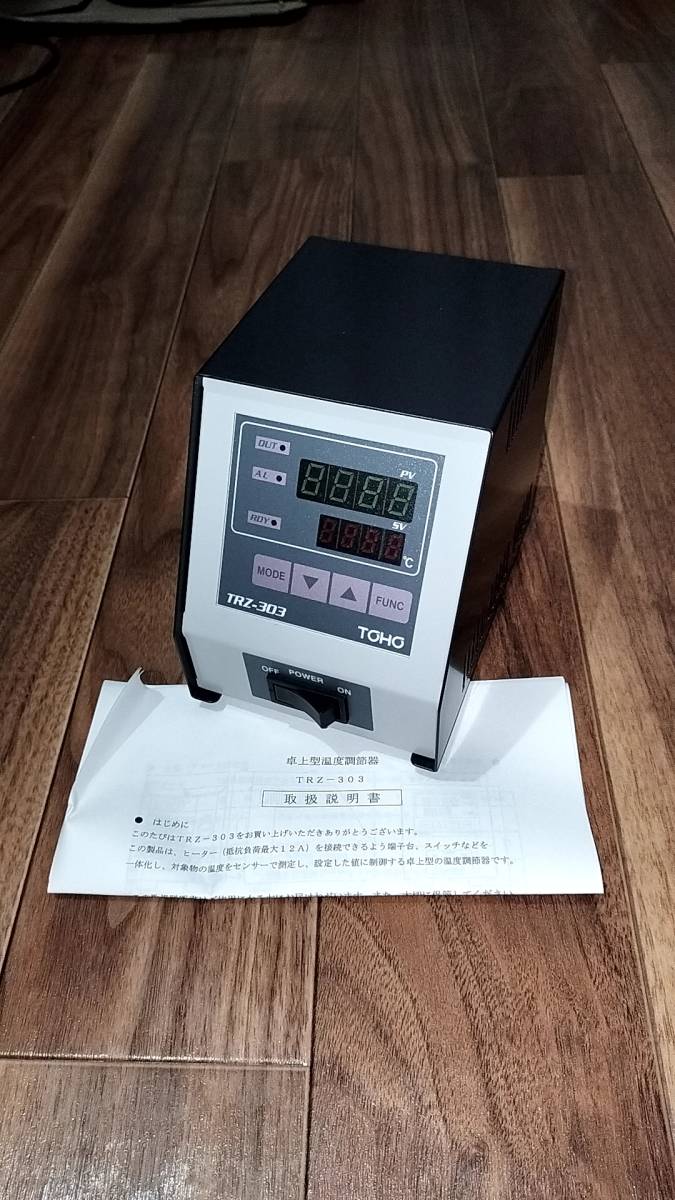 OUT
AL
PV
RDY
SV
℃
MODE ▼ ▲ FUNC
TRZ-303
TOHO
OFF POWER ON
卓上型温度調節器
ＴＲＺ－３０３
取扱説明書
● はじめに
このたびはＴＲＺ－３０３をお買い上げいただきありがとうございます。
この製品は、ヒーター（抵抗負荷最大１２Ａ）を接続できるよう端子台、スイッチなどを
一体化し、対象物の温度をセンサーで測定し、設定した値に制御する卓上型の温度調節器です。